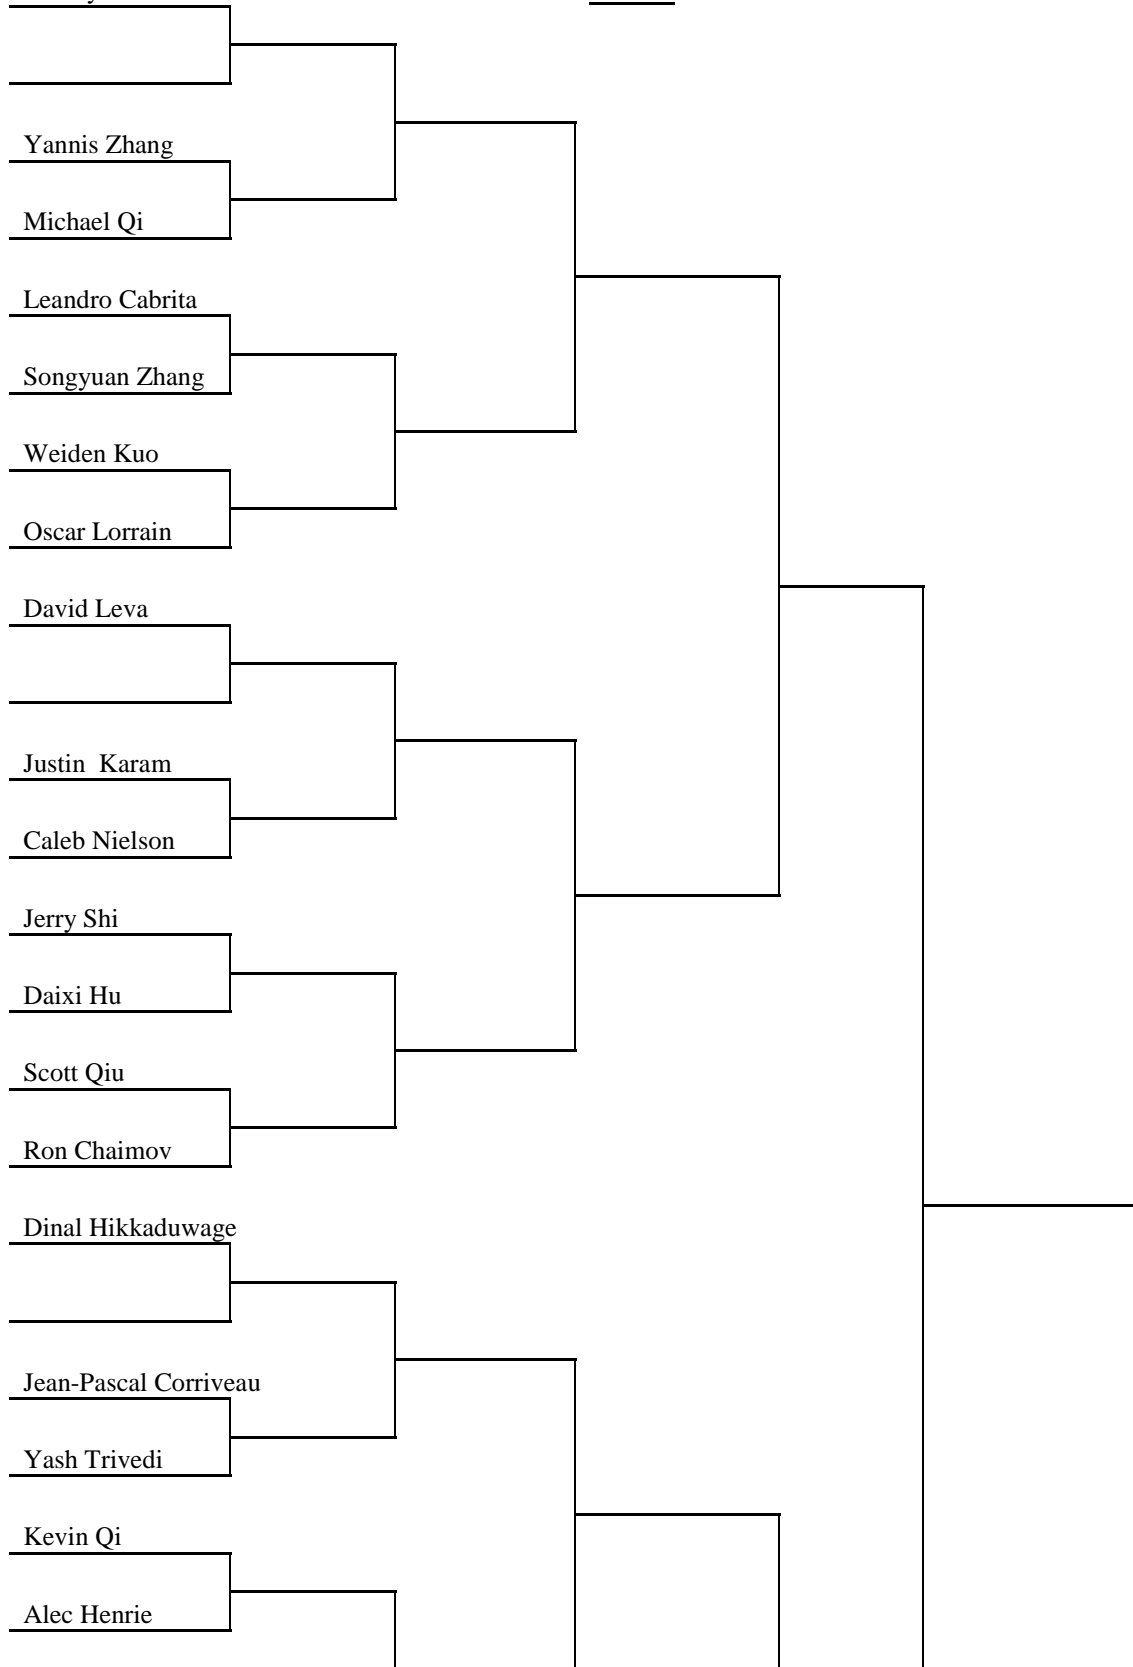 Yannis Zhang
Michael Qi
Leandro Cabrita
Songyuan Zhang
Weiden Kuo
Oscar Lorrain
David Leva
Justin  Karam
Caleb Nielson
Jerry Shi
Daixi Hu
Scott Qiu
Ron Chaimov
Dinal Hikkaduwage
Jean-Pascal Corriveau
Yash Trivedi
Kevin Qi
Alec Henrie